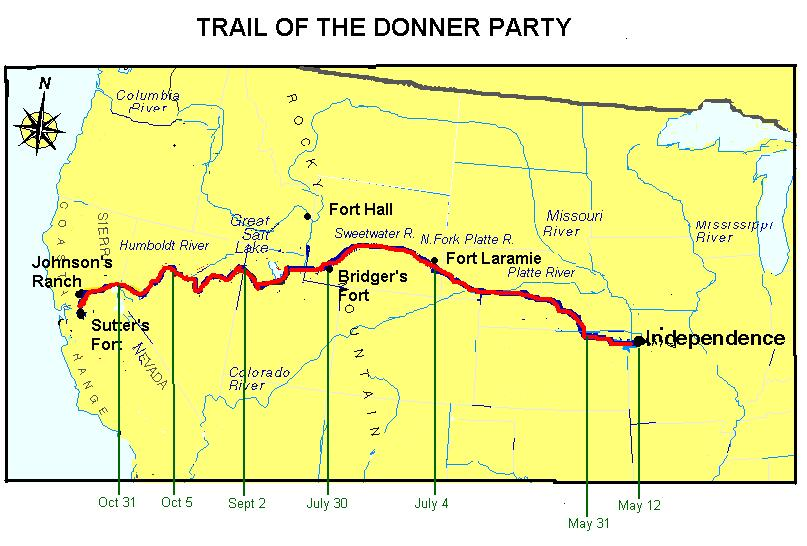 TRAIL OF THE DONNER PARTY
N
Columbia
River
ROCKY
Fort Hall
Great
Salt
Lake
Sweetwater R.
N.Fork Platte R.
Missouri
River
Mississippi
River
COASTAL
SIERRA
Humboldt River
Fort Laramie
Platte River
Johnson's
Ranch
Bridger's
Fort
Sutter's
Fort
Independence
NEVADA
MOUNTAIN
Colorado
River
RANGE
Oct 31
Oct 5
Sept 2
July 30
July 4
May 31
May 12